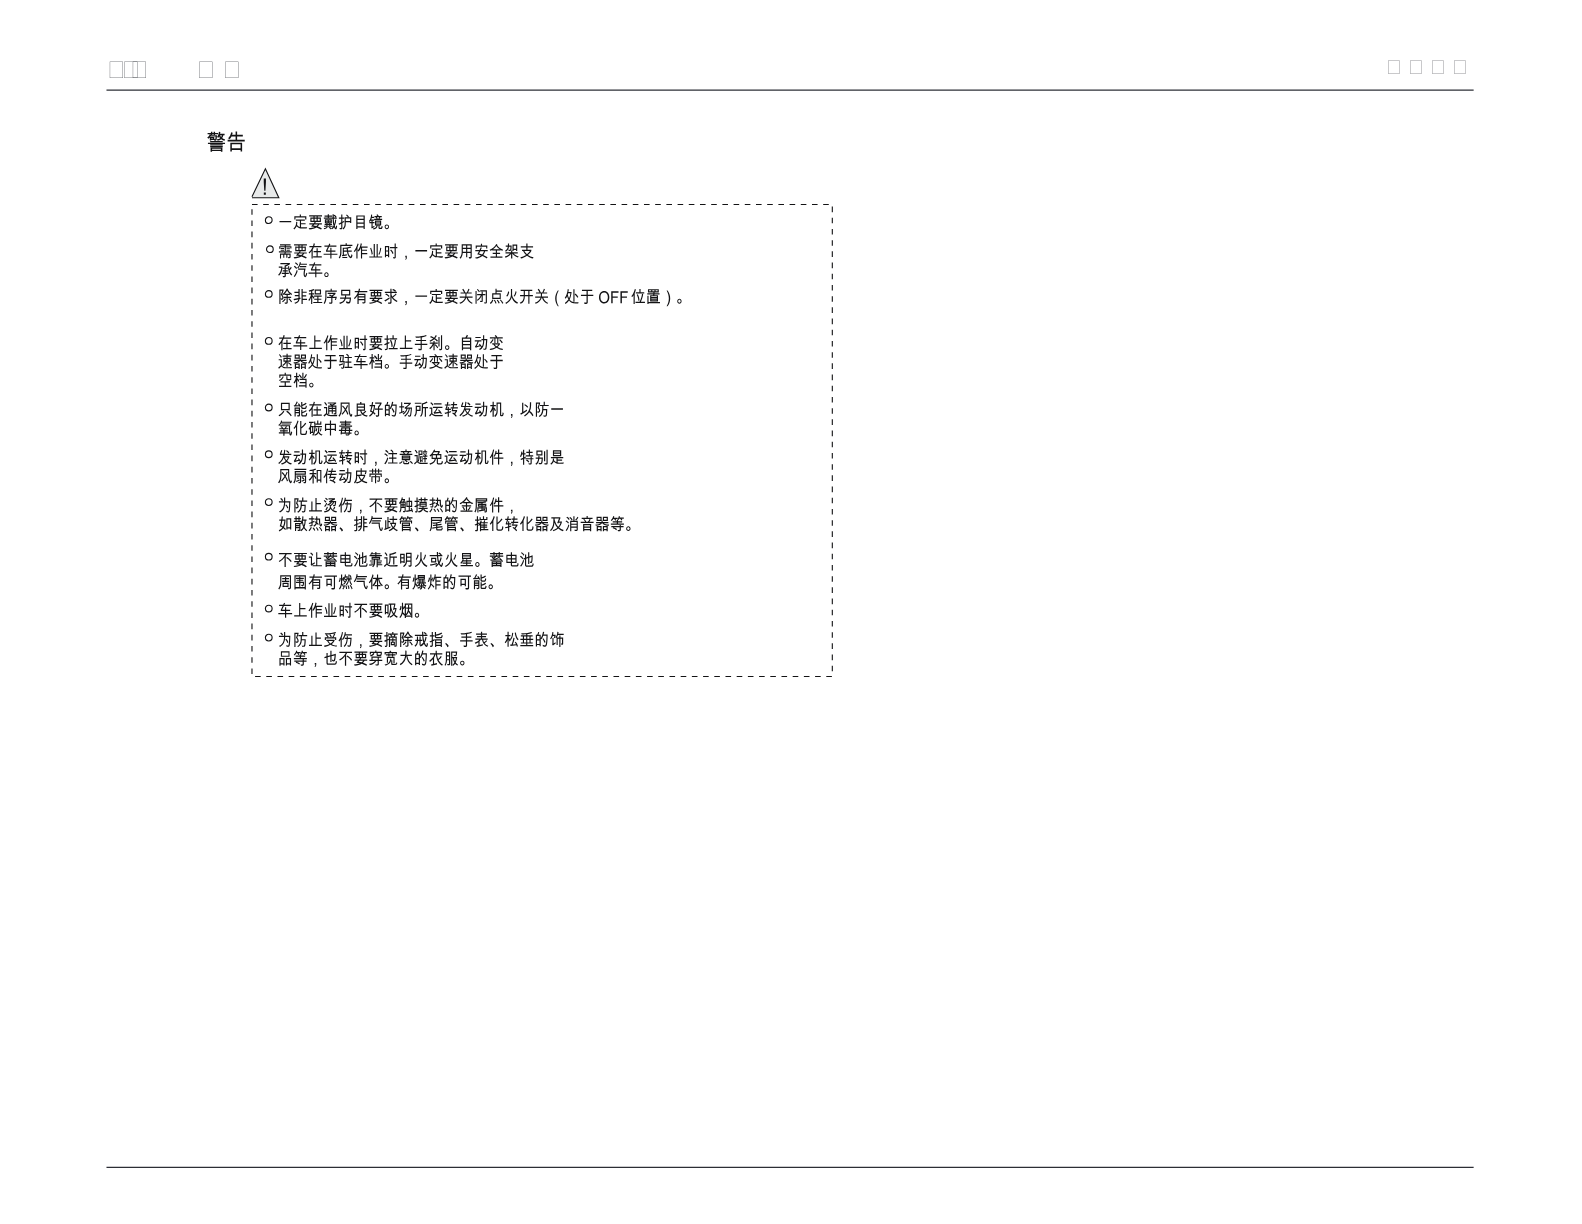 警告
一定要戴护目镜。
需要在车底作业时，一定要用安全架支
承汽车。
除非程序另有要求，一定要关闭点火开关（处于 OFF 位置）。
在车上作业时要拉上手刹。自动变
速器处于驻车档。手动变速器处于
空档。
只能在通风良好的场所运转发动机，以防一
氧化碳中毒。
发动机运转时，注意避免运动机件，特别是
风扇和传动皮带。
为防止烫伤，不要触摸热的金属件，
如散热器、排气歧管、尾管、摧化转化器及消音器等。
不要让蓄电池靠近明火或火星。蓄电池
周围有可燃气体。有爆炸的可能。
车上作业时不要吸烟。
为防止受伤，要摘除戒指、手表、松垂的饰
品等，也不要穿宽大的衣服。